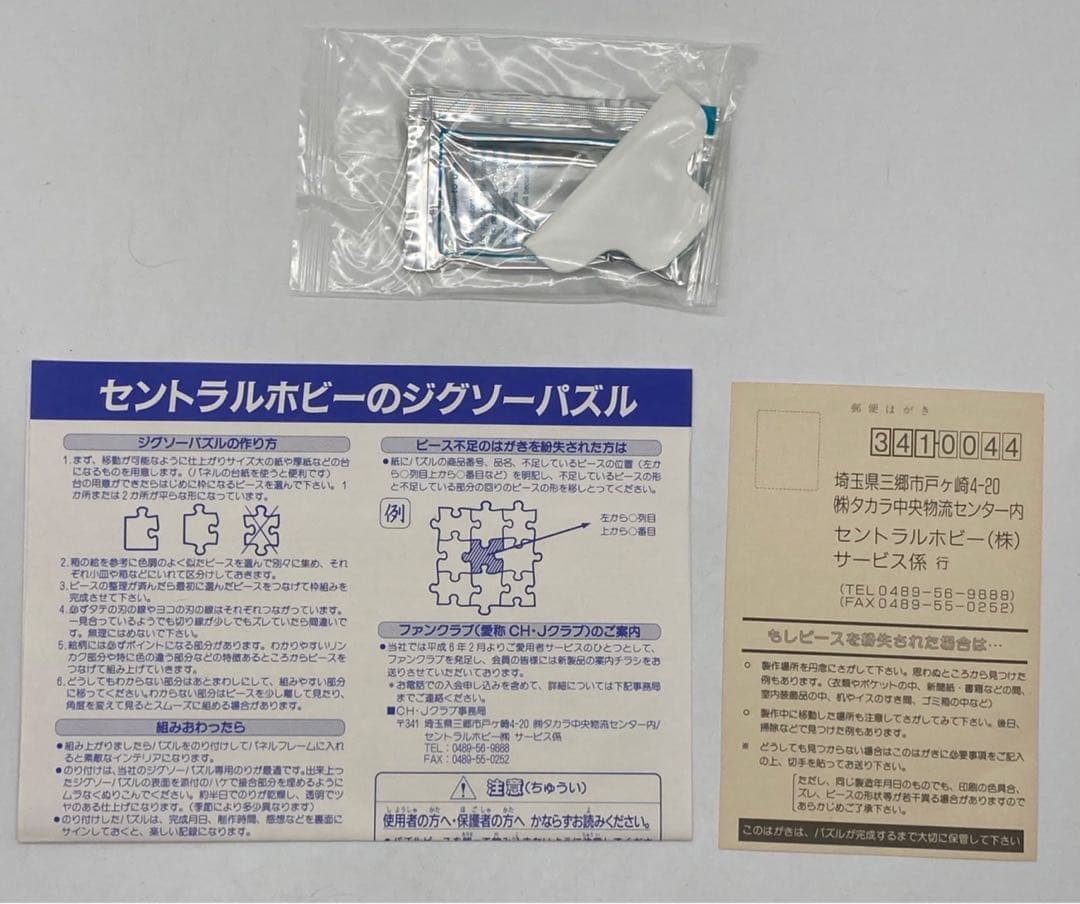 セントラルホビーのジグソーパズル
ジグソーパズルの作り方
1.まず、移動が可能なように仕上がりサイズ大の紙や厚紙などの台
になるものを用意します。(パネルの台紙を使うと便利です)
台の用意ができたらはじめに枠になるピースを選んで下さい。1
か所または2か所が平らな形になっています。
2.箱の絵を参考に色調のよく似たピースを選んで別々に集め、それ
ぞれ小皿や箱などにいれて区分けしておきます。
3.ピースの整理が済んだら最初に選んだピースをつなげて枠組みを
完成させて下さい。
4.必ずタテの刃の線やヨコの刃の線はそれぞれつながっています。
一見合っているようでも切り線が少しでもズレていたら間違いで
す。無理にはめないで下さい。
5.絵柄には必ずポイントになる部分があります。わかりやすいリン
カク部分や特に色の違う部分などの特徴あるところからピースを
つなげて組み上げていきます。
6.どうしてもわからない部分はあとまわしにして、組みやすい部分
に移ってください。わからない部分はピースを少し離して見たり、
角度を変えて見るとスムーズに組める場合があります。
組みおわったら
●組み上がりましたらパズルをのり付けしてパネルフレームに入れ
ると素敵なインテリアになります。
●のり付けは、当社のジグソーパズル専用のりが最適です。出来上っ
たジグソーパズルの表面を添付のハケで接合部分を埋めるように
ムラなくぬりこんでください。約半日でのりが乾燥し、透明でツ
ヤのある仕上げになります。(季節により多少異なります)
●のり付けしたパズルは、完成月日、制作時間、感想などを裏面に
サインしておくと、楽しい記録になります。
ピース不足のはがきを紛失された方は
●紙にパズルの商品番号、品名、不足しているピースの位置(左か
ら○列目上から○番目など)を明記し、不足しているピースの形
と不足している部分の回りのピースの形を移しとってください。
例
左から○列目
上から○番目
ファンクラブ(愛称 CH・Jクラブ)のご案内
●当社では平成6年2月よりご愛用者サービスのひとつとして、
ファンクラブを発足し、会員の皆様には新製品の案内チラシをお
送りさせていただいております。
*お電話での入会申し込みを含めて、詳細については下記事務局
までご連絡ください。
■CH・Jクラブ事務局
〒341 埼玉県三郷市戸ヶ崎4-20 ㈱タカラ中央物流センター内/
セントラルホビー㈱ サービス係
TEL:0489-56-9888
FAX:0489-55-0252
注意(ちゅうい)
しょうしゃ かた ほごしゃ かた よ
使用者の方へ・保護者の方へ かならずお読みください。
郵便はがき
341-0044
埼玉県三郷市戸ヶ崎4-20
㈱タカラ中央物流センター内
セントラルホビー(株)
サービス係 行
(TEL0489-56-9888)
(FAX0489-55-0252)
もしピースを紛失された場合は…
○ 製作場所を丹念にさがして下さい。思わぬところから見つけた
例もあります。(衣類やポケットの中、新聞紙・書籍などの間、
室内装飾品の中、机やイスのすき間、ゴミ箱の中など)
○ 製作中に移動した場所も注意してさがしてみて下さい。後日、
掃除などで見つけた例もあります。
※ どうしても見つからない場合はこのはがきに必要事項をご記入
の上、切手を貼ってお送り下さい。
ただし、同じ製造年月日のものでも、印刷の色具合、
ズレ、ピースの形状等が若干異る場合がありますので
あらかじめご了承下さい。
このはがきは、パズルが完成するまで大切に保管して下さい